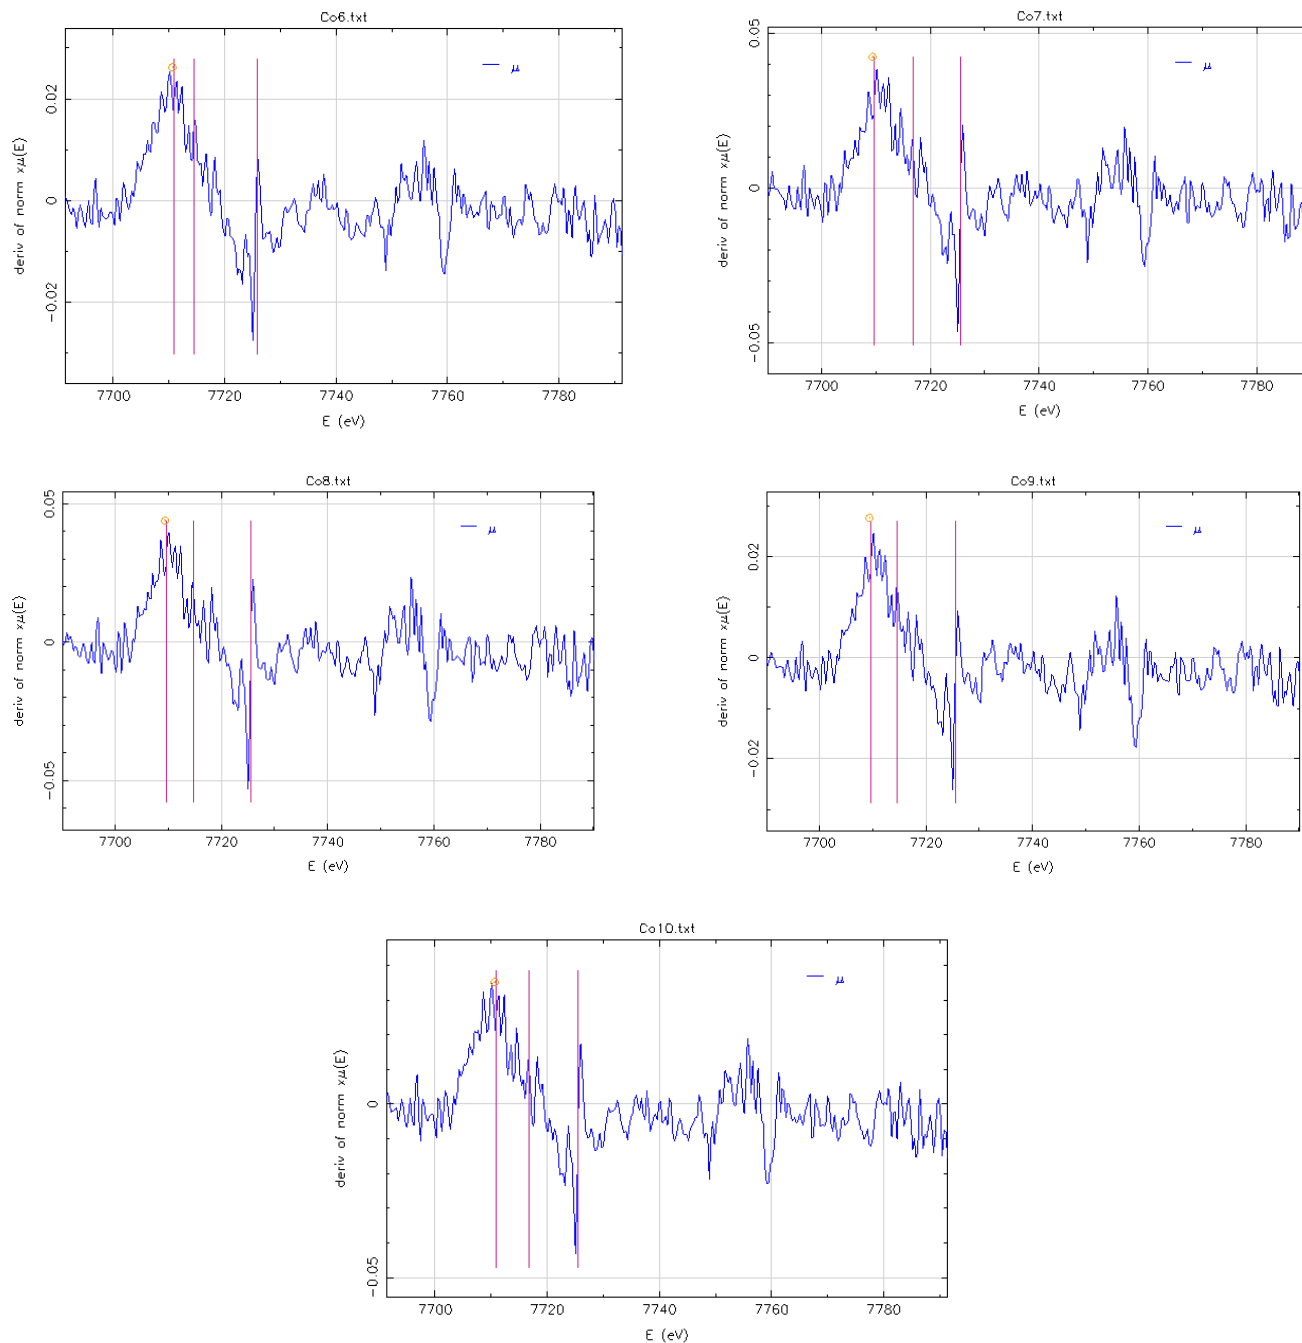 Co6.txt
μ
deriv of norm xμ(E)
0.02
0
−0.02
7700 7720 7740 7760 7780
E (eV)
Co7.txt
μ
deriv of norm xμ(E)
0.05
0
−0.05
7700 7720 7740 7760 7780
E (eV)
Co8.txt
μ
deriv of norm xμ(E)
0.05
0
−0.05
7700 7720 7740 7760 7780
E (eV)
Co9.txt
μ
deriv of norm xμ(E)
0.02
0
−0.02
7700 7720 7740 7760 7780
E (eV)
Co10.txt
μ
deriv of norm xμ(E)
0
−0.05
7700 7720 7740 7760 7780
E (eV)